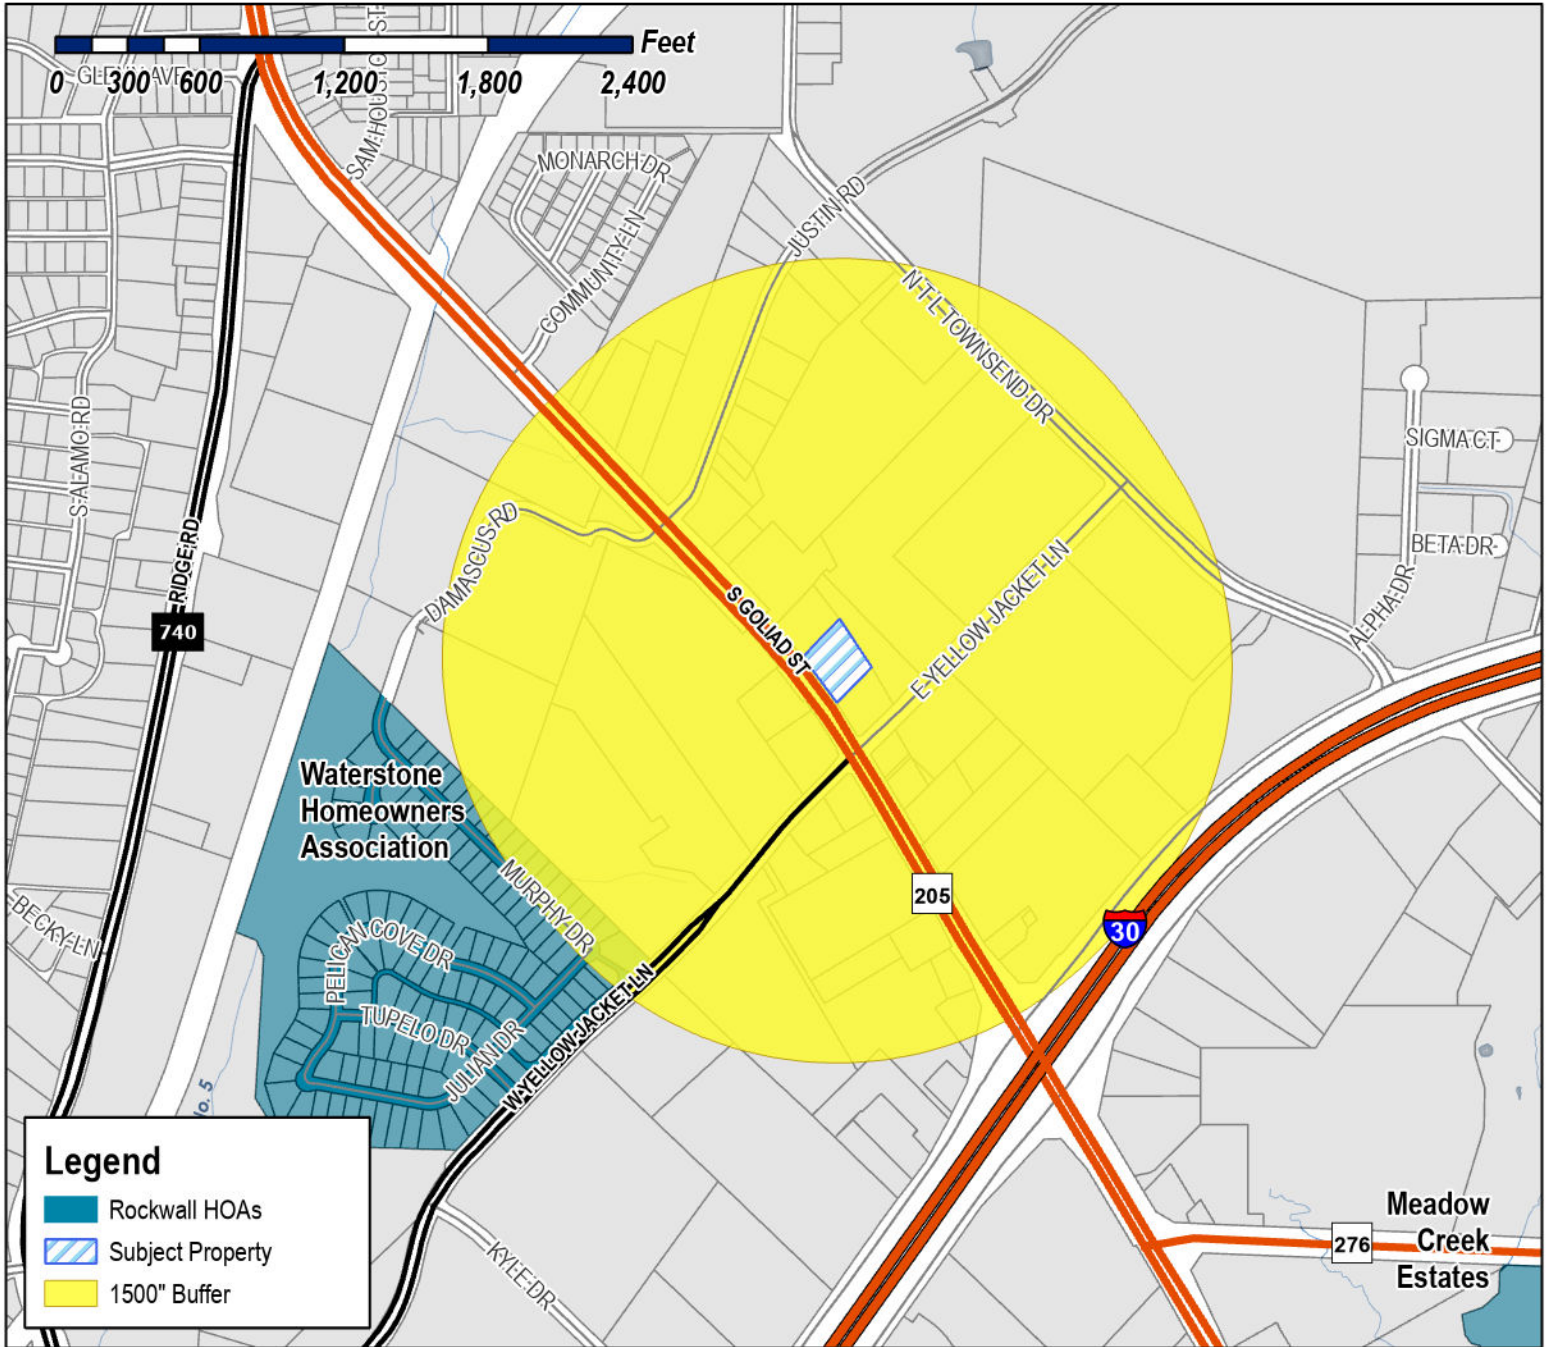 Feet
0 300 600 1,200 1,800 2,400
GLENN AVE
SAM HOUSTON ST
MONARCH DR
COMMUNITY LN
JUSTIN RD
N T L TOWNSEND DR
S ALAMO RD
RIDGE RD
740
DAMASCUS RD
S GOLIAD ST
E YELLOW JACKET LN
SIGMA CT
BETA DR
ALPHA DR
Waterstone
Homeowners
Association
MURPHY DR
205
30
BECKY LN
PELICAN COVE DR
TUPELO DR
JULIAN DR
W YELLOW JACKET LN
KYLE DR
No. 5
276
Meadow
Creek
Estates
Legend
Rockwall HOAs
Subject Property
1500" Buffer